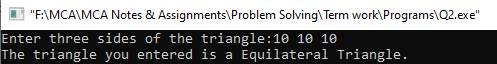 "F:\MCA\MCA Notes & Assignments\Problem Solving\Term work\Programs\Q2.exe"
Enter three sides of the triangle:10 10 10
The triangle you entered is a Equilateral Triangle.